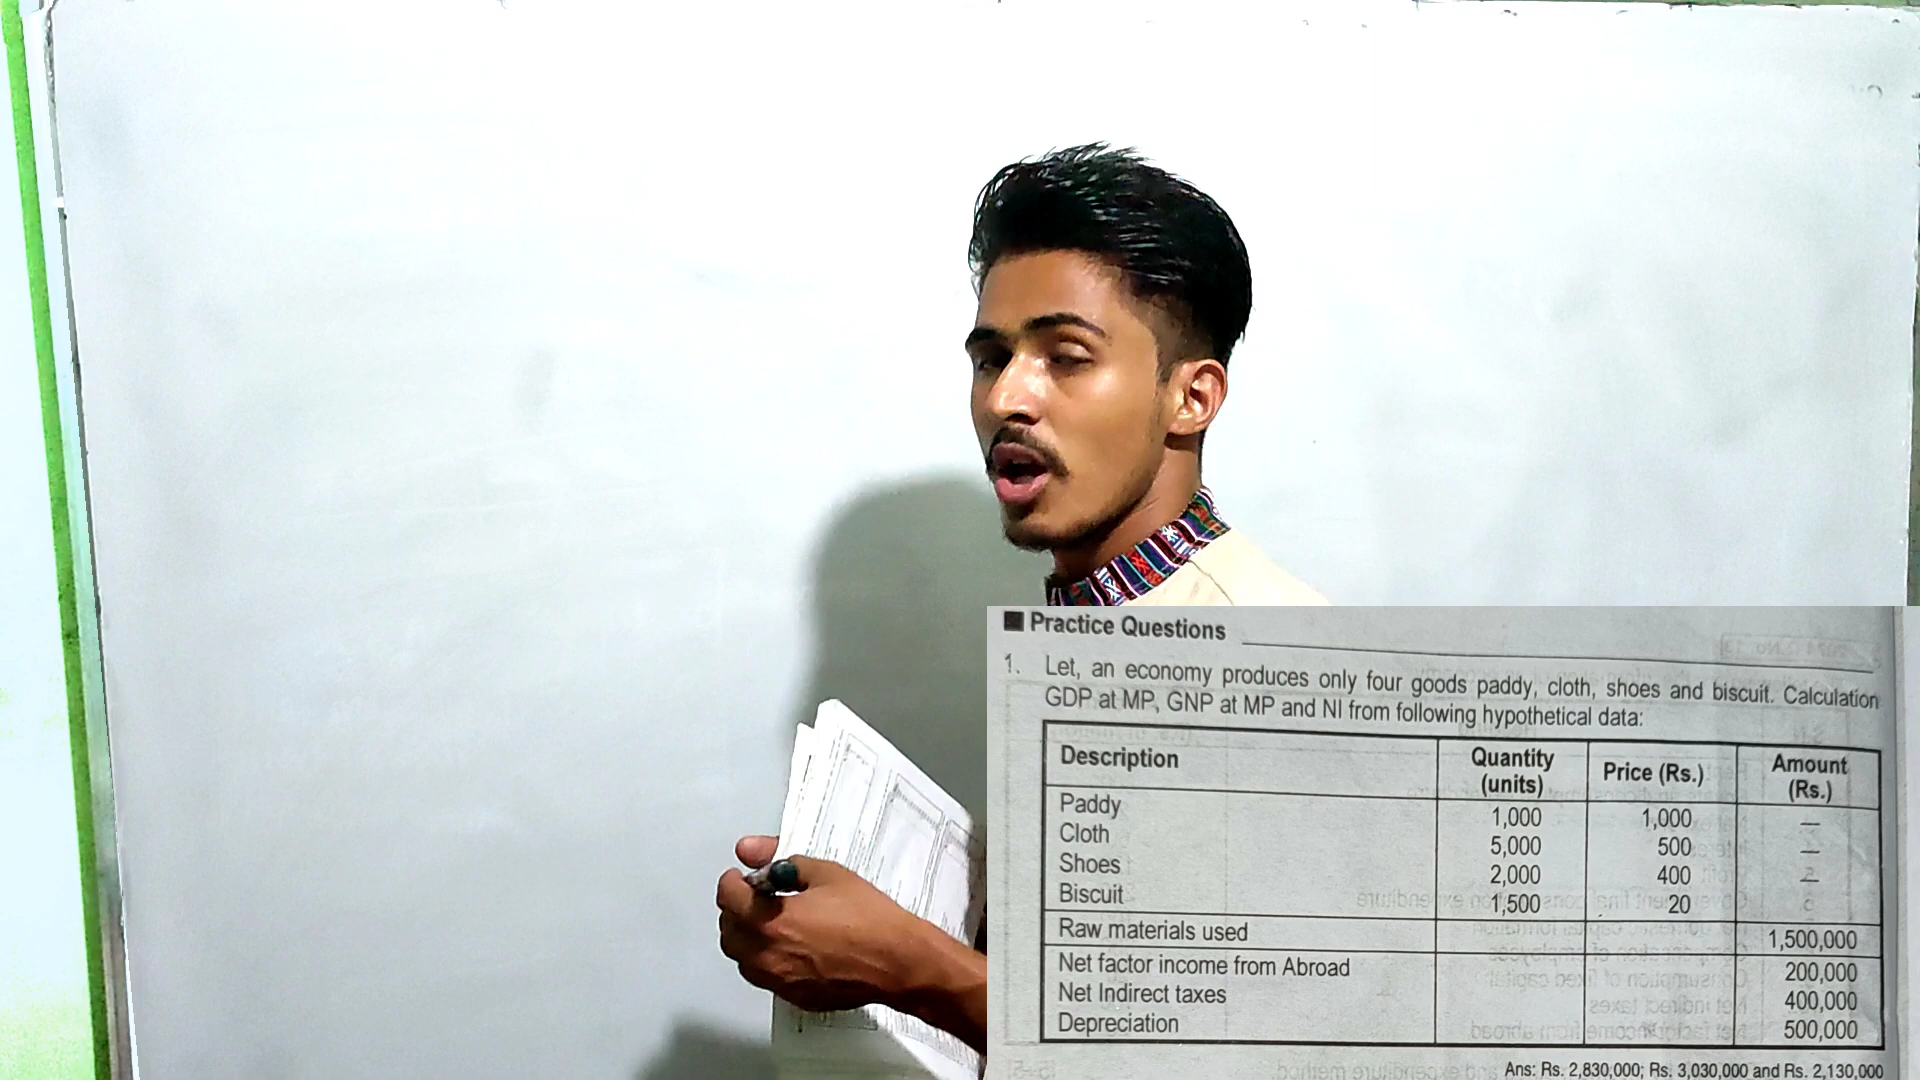 ■ Practice Questions
1. Let, an economy produces only four goods paddy, cloth, shoes and biscuit. Calculation
GDP at MP, GNP at MP and NI from following hypothetical data:
Description Quantity (units) Price (Rs.) Amount (Rs.)
Paddy 1,000 1,000 —
Cloth 5,000 500 —
Shoes 2,000 400 —
Biscuit 1,500 20
Raw materials used 1,500,000
Net factor income from Abroad 200,000
Net Indirect taxes 400,000
Depreciation 500,000
Ans: Rs. 2,830,000; Rs. 3,030,000 and Rs. 2,130,000